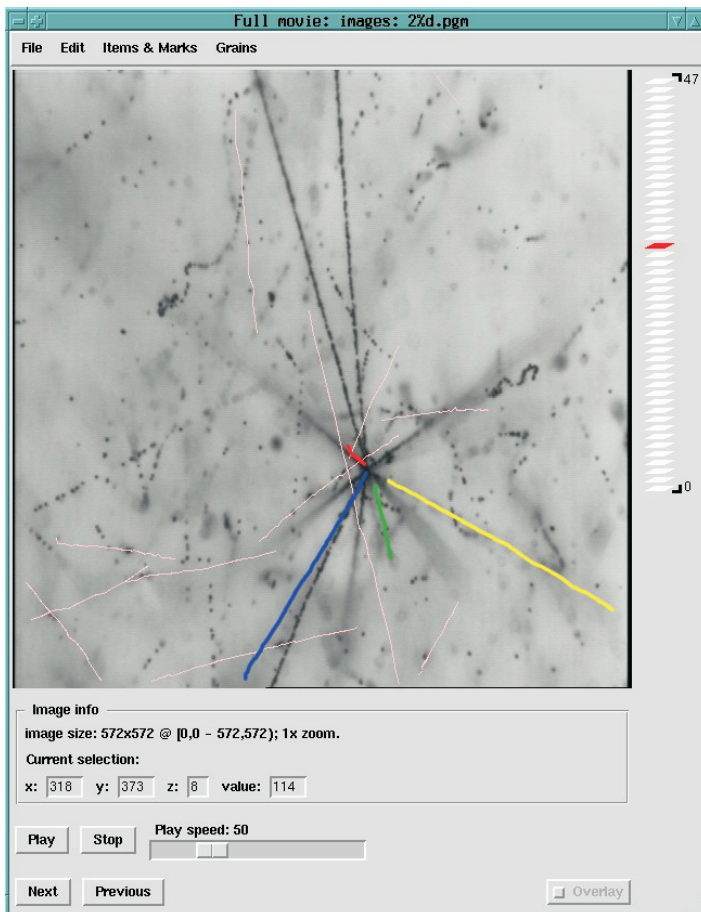 Full movie: images: 2%d.pgm
File Edit Items & Marks Grains
47
0
Image info
image size: 572x572 @ [0,0 - 572,572); 1x zoom.
Current selection:
x: 318 y: 373 z: 8 value: 114
Play Stop Play speed: 50
Next Previous Overlay